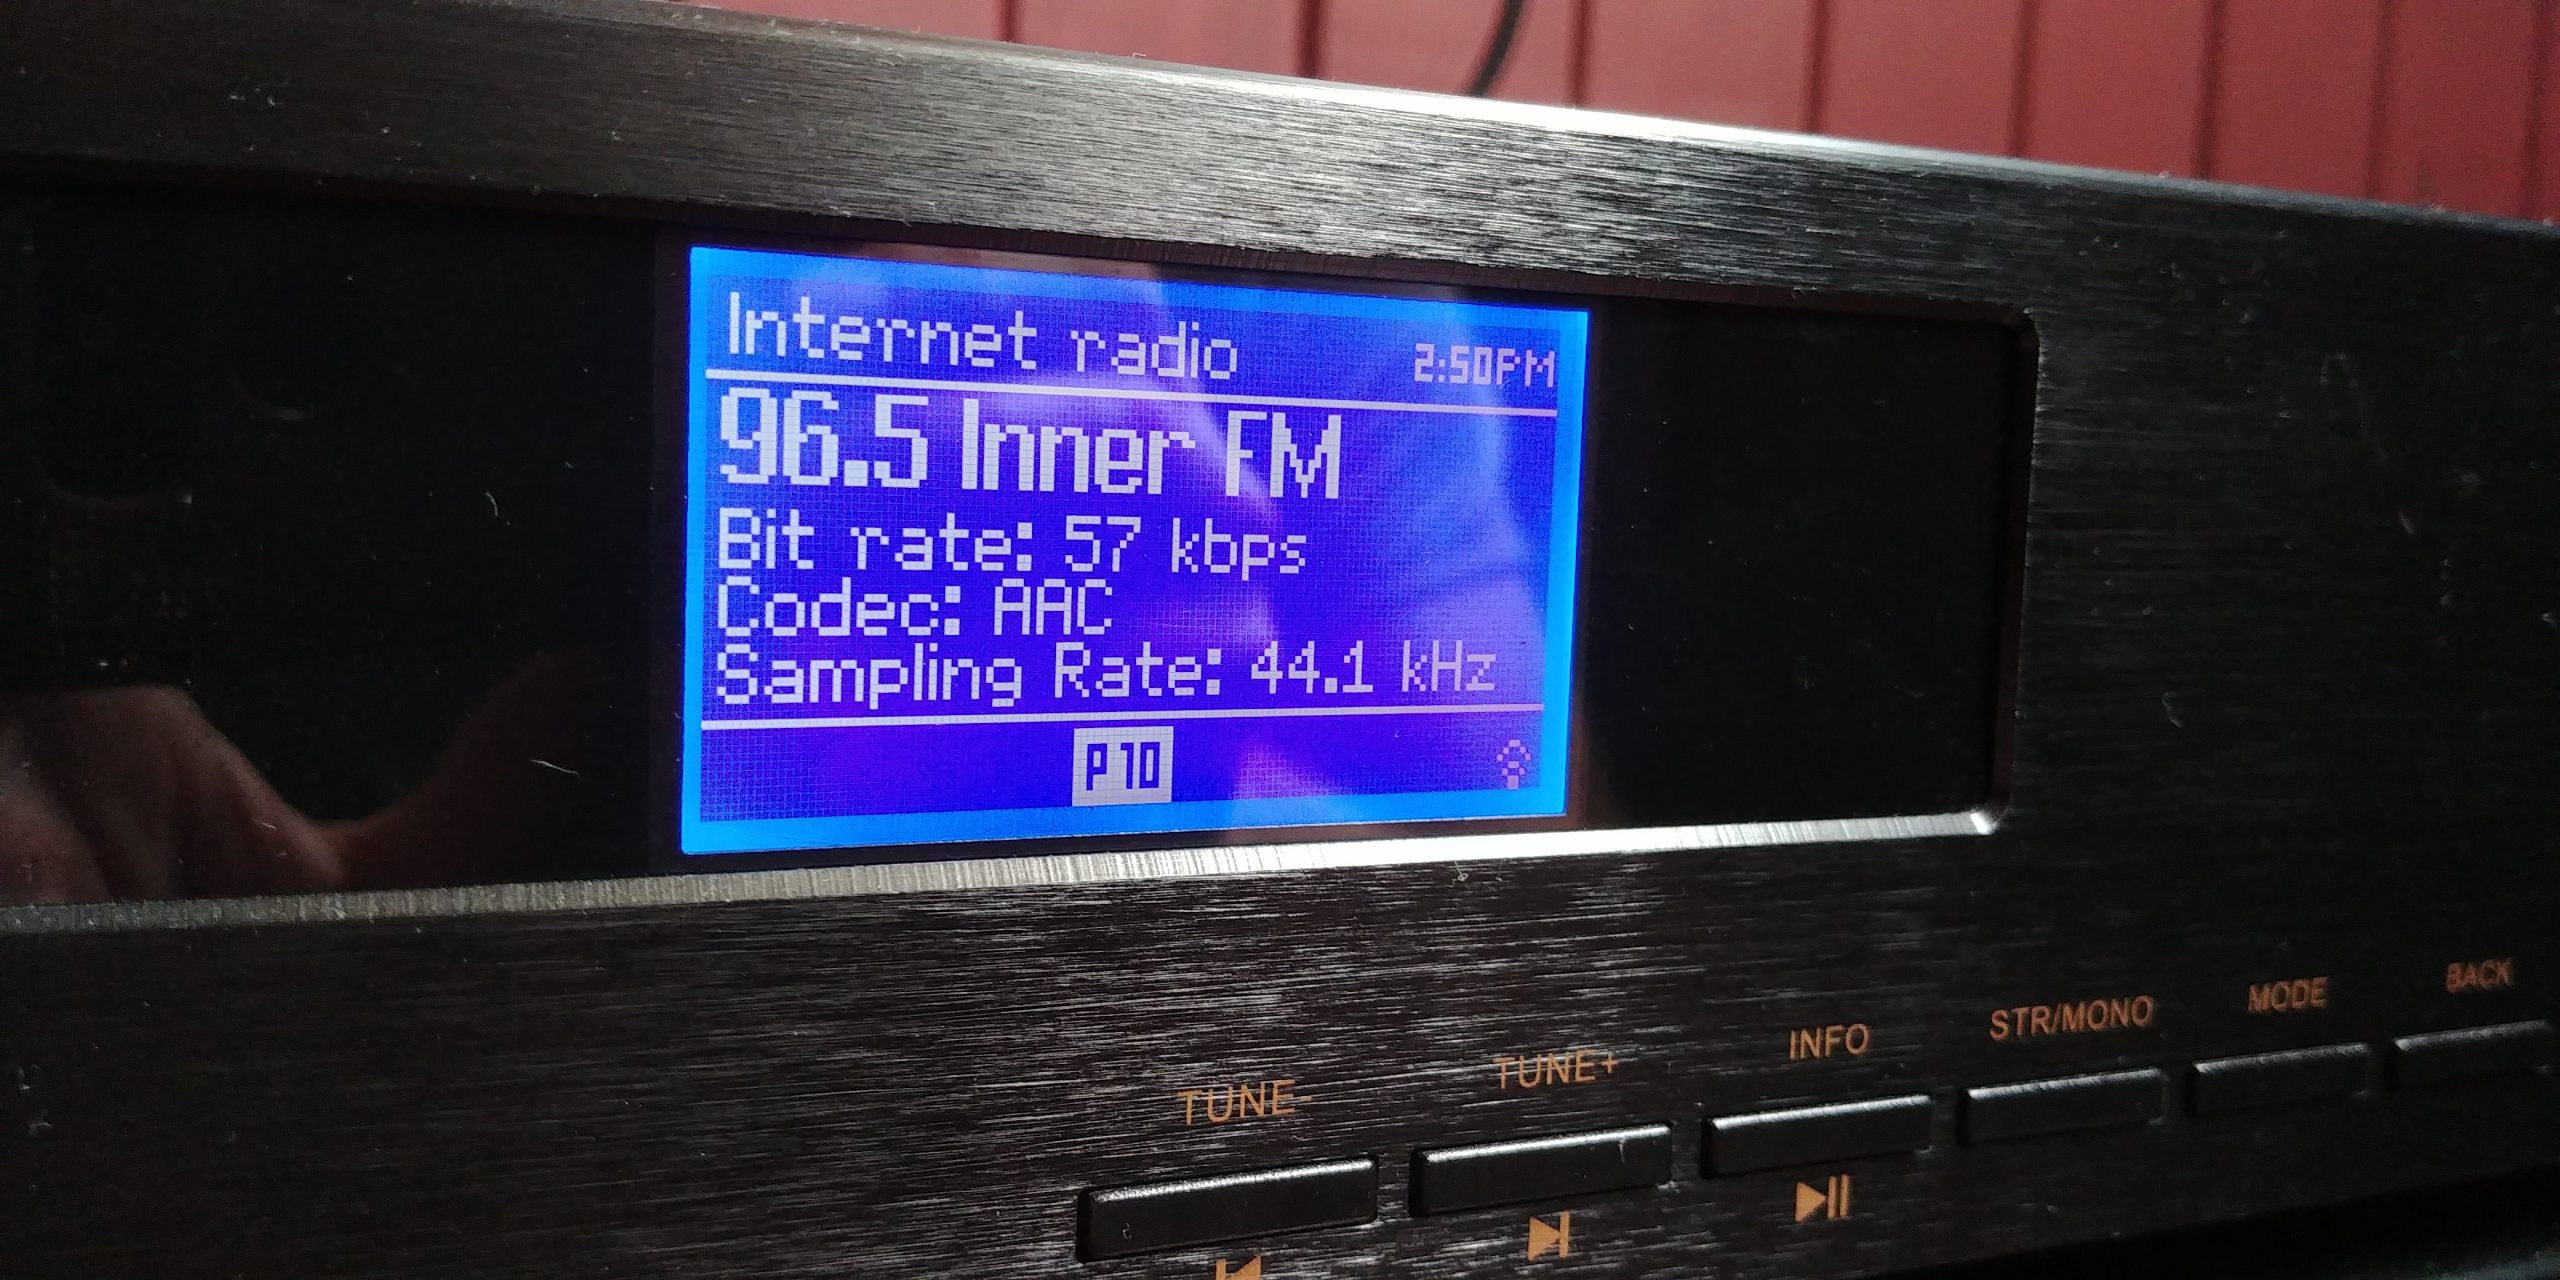 Internet radio 2:50PM
96.5 Inner FM
Bit rate: 57 kbps
Codec: AAC
Sampling Rate: 44.1 kHz
P 10
TUNE- TUNE+ INFO STR/MONO MODE BACK